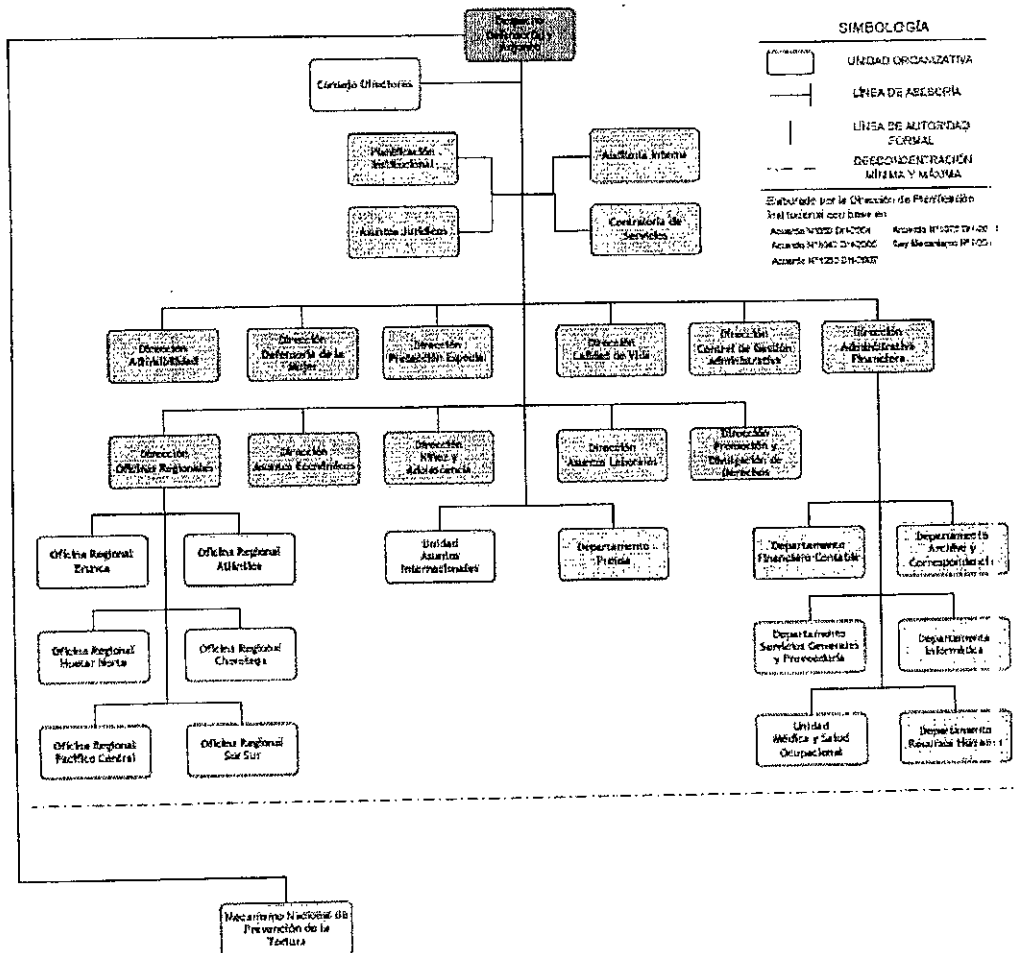 Despacho
Defensor/a y
Adjunto
SIMBOLOGÍA
UNIDAD ORGANIZATIVA
LÍNEA DE ASESORÍA
LÍNEA DE AUTORIDAD
FORMAL
DESCONCENTRACIÓN
MÍNIMA Y MÁXIMA
Elaborado por la Dirección de Planificación
Institucional con base en
Consejo Directores
Planificación
Institucional
Auditoría Interna
Asuntos Jurídicos
Contraloría de
Servicios
Dirección
Admisibilidad
Dirección
Defensoría de la
Mujer
Dirección
Protección Especial
Dirección
Calidad de Vida
Dirección
Control de Gestión
Administrativa
Dirección
Administrativa
Financiera
Dirección
Oficinas Regionales
Dirección
Asuntos Económicos
Dirección
Niñez y
Adolescencia
Dirección
Asuntos Laborales
Dirección
Promoción y
Divulgación de
Derechos
Oficina Regional
Brunca
Oficina Regional
Atlántica
Unidad
Asuntos
Internacionales
Departamento
Prensa
Departamento
Financiero-Contable
Departamento
Archivo y
Oficina Regional
Huetar Norte
Oficina Regional
Chorotega
Departamento
Servicios Generales
y Proveeduría
Departamento
Informática
Oficina Regional
Pacífico Central
Oficina Regional
Sur Sur
Unidad
Médica y Salud
Ocupacional
Departamento
Recursos
Mecanismo Nacional de
Prevención de la
Tortura